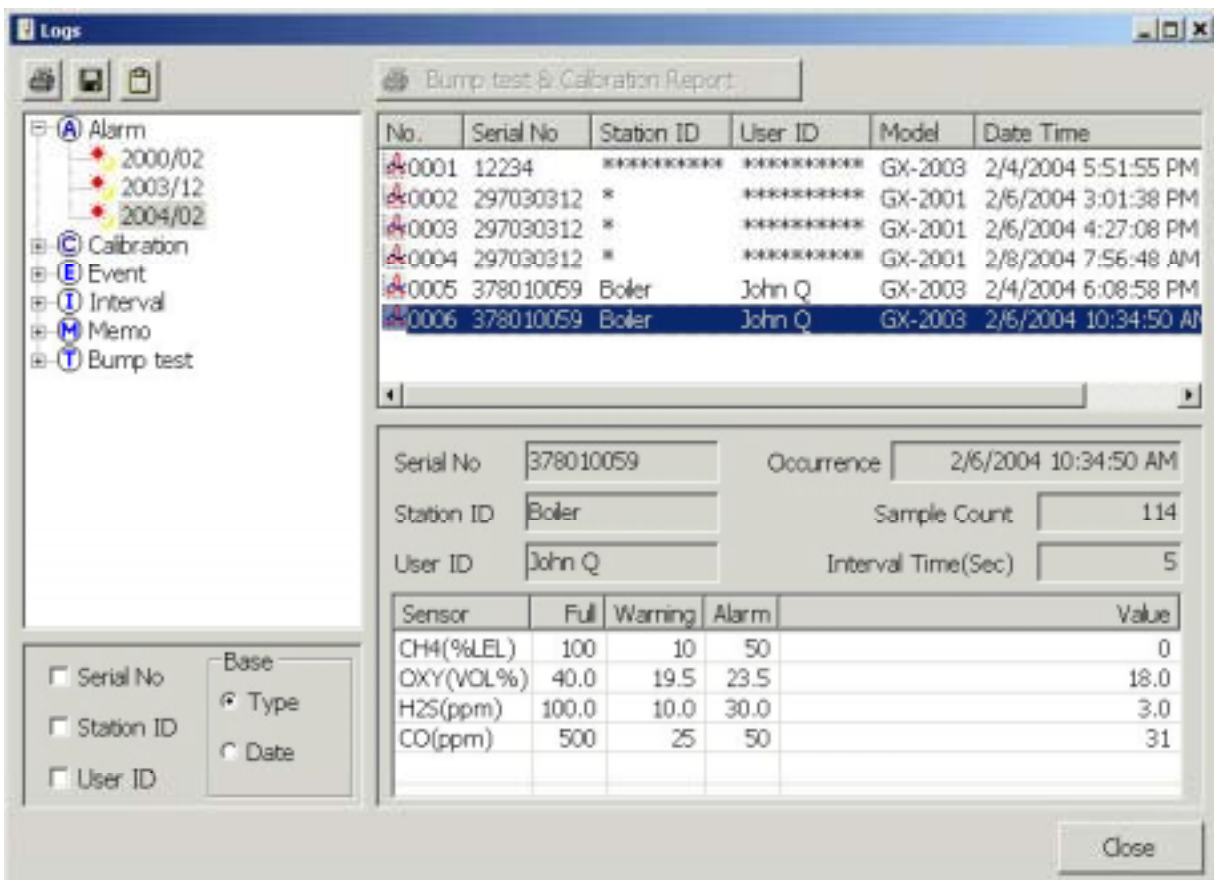 Logs
Bump test & Calibration Report
A Alarm
2000/02
2003/12
2004/02
C Calibration
E Event
I Interval
M Memo
T Bump test
No. Serial No Station ID User ID Model Date Time
0001 12234 ********** ********** GX-2003 2/4/2004 5:51:55 PM
0002 297030312 * ********** GX-2001 2/6/2004 3:01:38 PM
0003 297030312 * ********** GX-2001 2/6/2004 4:27:08 PM
0004 297030312 * ********** GX-2001 2/8/2004 7:56:48 AM
0005 378010059 Boiler John Q GX-2003 2/4/2004 6:08:58 PM
0006 378010059 Boiler John Q GX-2003 2/6/2004 10:34:50 AM
Serial No 378010059 Occurrence 2/6/2004 10:34:50 AM
Station ID Boiler Sample Count 114
User ID John Q Interval Time(Sec) 5
Sensor Full Warning Alarm Value
CH4(%LEL) 100 10 50 0
OXY(VOL%) 40.0 19.5 23.5 18.0
H2S(ppm) 100.0 10.0 30.0 3.0
CO(ppm) 500 25 50 31
Serial No
Station ID
User ID
Base
Type
Date
Close